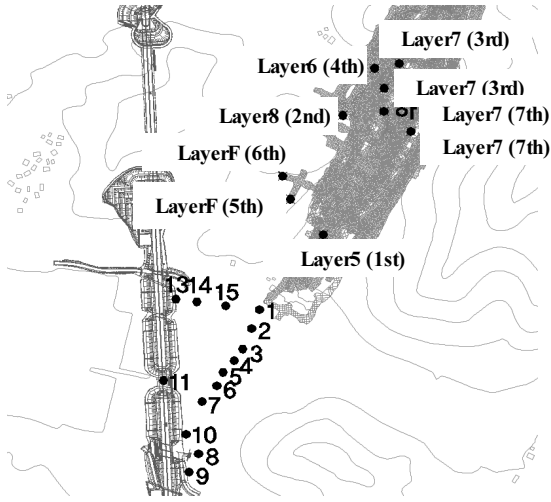 Layer7 (3rd)
Layer6 (4th)
Layer7 (3rd)
Layer8 (2nd)
Layer7 (7th)
LayerF (6th)
Layer7 (7th)
LayerF (5th)
Layer5 (1st)
13
14
15
1
2
3
4
5
11
6
7
10
8
9